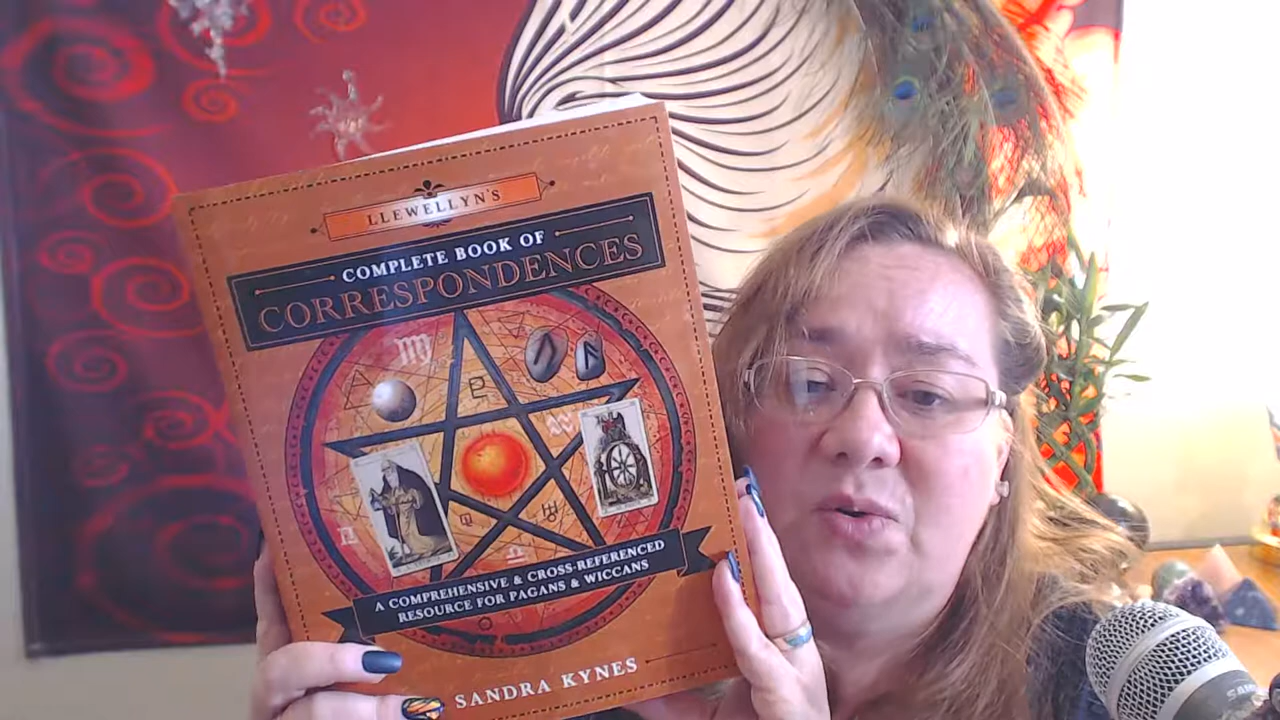 LLEWELLYN'S
COMPLETE BOOK OF
CORRESPONDENCES
A COMPREHENSIVE & CROSS-REFERENCED
RESOURCE FOR PAGANS & WICCANS
SANDRA KYNES